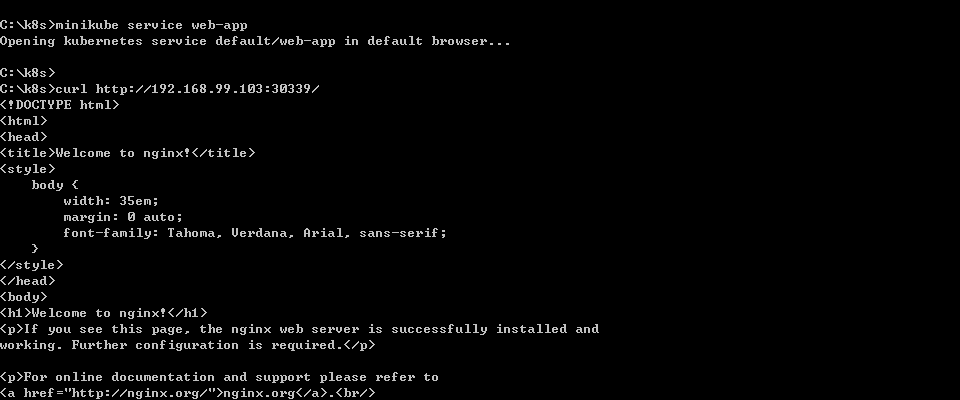 C:\k8s>minikube service web-app
Opening kubernetes service default/web-app in default browser...
C:\k8s>
C:\k8s>curl http://192.168.99.103:30339/
<!DOCTYPE html>
<html>
<head>
<title>Welcome to nginx!</title>
<style>
    body {
        width: 35em;
        margin: 0 auto;
        font-family: Tahoma, Verdana, Arial, sans-serif;
    }
</style>
</head>
<body>
<h1>Welcome to nginx!</h1>
<p>If you see this page, the nginx web server is successfully installed and
working. Further configuration is required.</p>
<p>For online documentation and support please refer to
<a href="http://nginx.org/">nginx.org</a>.<br/>